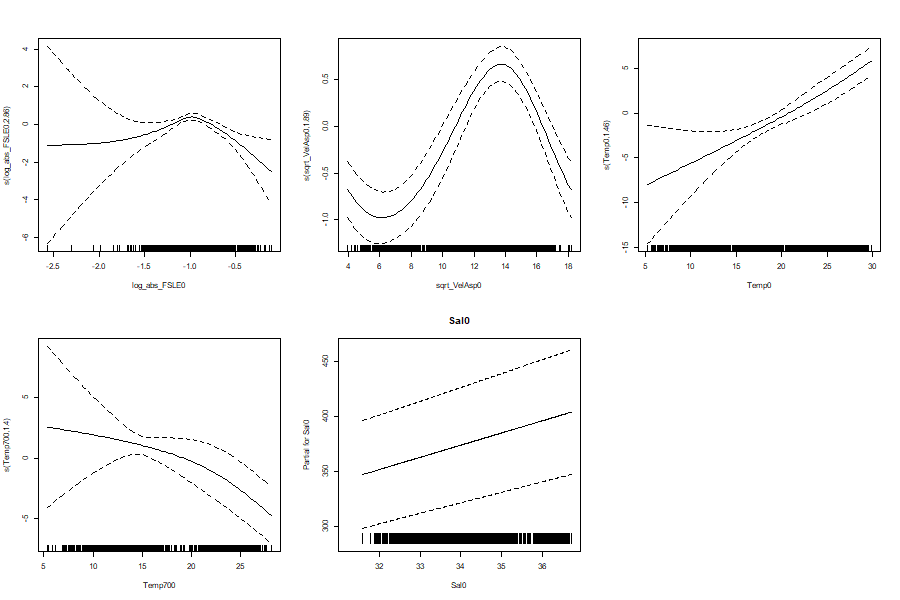 s(log_abs_FSLE0,2.86)
4
2
0
-2
-4
-6
-2.5 -2.0 -1.5 -1.0 -0.5
log_abs_FSLE0
s(sqrt_VelAsp0,1.89)
0.5
0.0
-0.5
-1.0
4 6 8 10 12 14 16 18
sqrt_VelAsp0
s(Temp0,1.46)
5
0
-5
-10
-15
5 10 15 20 25 30
Temp0
s(Temp700,1.4)
5
0
-5
5 10 15 20 25
Temp700
Sal0
Partial for Sal0
450
400
350
300
32 33 34 35 36
Sal0